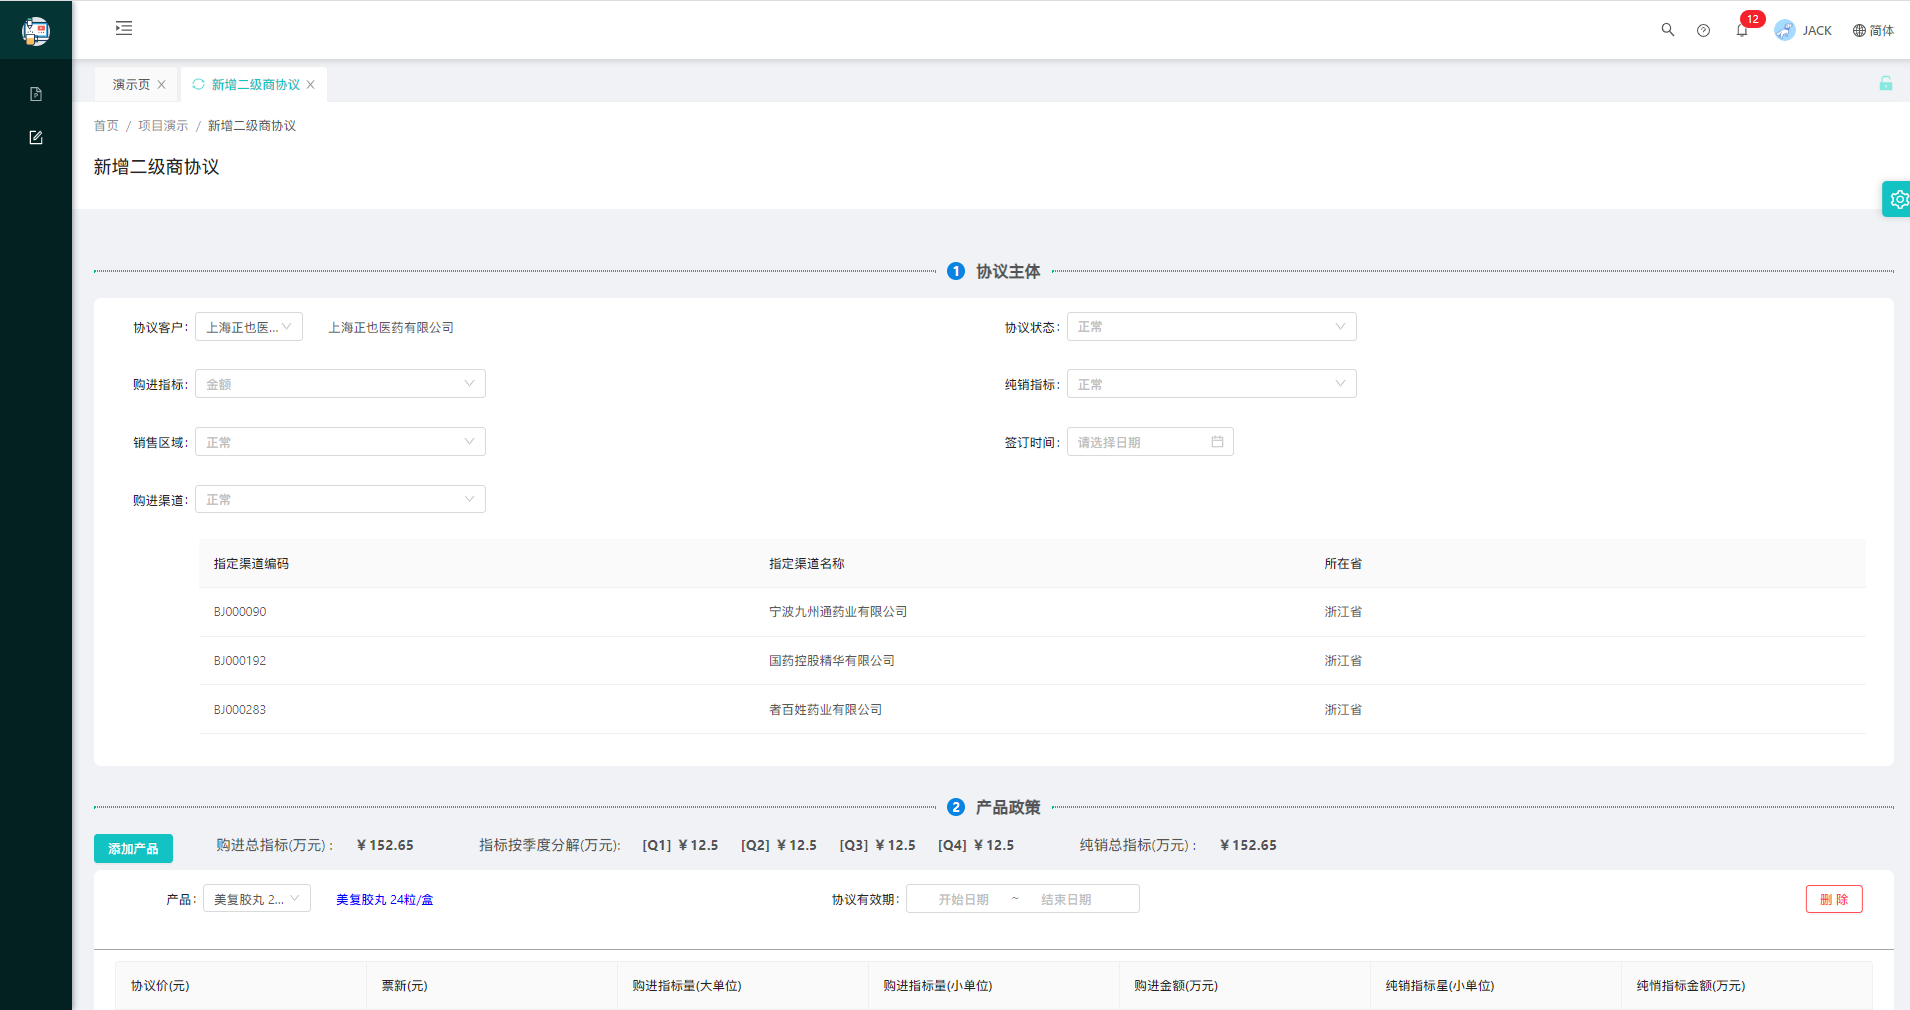 12
JACK
简体
演示页
新增二级商协议
首页 / 项目演示 / 新增二级商协议
新增二级商协议
1 协议主体
协议客户: 上海正也医... 上海正也医药有限公司
协议状态: 正常
购进指标: 金额
纯销指标: 正常
销售区域: 正常
签订时间: 请选择日期
购进渠道: 正常
指定渠道编码 指定渠道名称 所在省
BJ000090 宁波九州通药业有限公司 浙江省
BJ000192 国药控股精华有限公司 浙江省
BJ000283 者百姓药业有限公司 浙江省
2 产品政策
添加产品 购进总指标(万元)： ￥152.65 指标按季度分解(万元): [Q1] ￥12.5 [Q2] ￥12.5 [Q3] ￥12.5 [Q4] ￥12.5 纯销总指标(万元)： ￥152.65
产品: 美复胶丸 2... 美复胶丸 24粒/盒 协议有效期: 开始日期 ~ 结束日期 删 除
协议价(元) 票新(元) 购进指标量(大单位) 购进指标量(小单位) 购进金额(万元) 纯销指标星(小单位) 纯悄指标金额(万元)